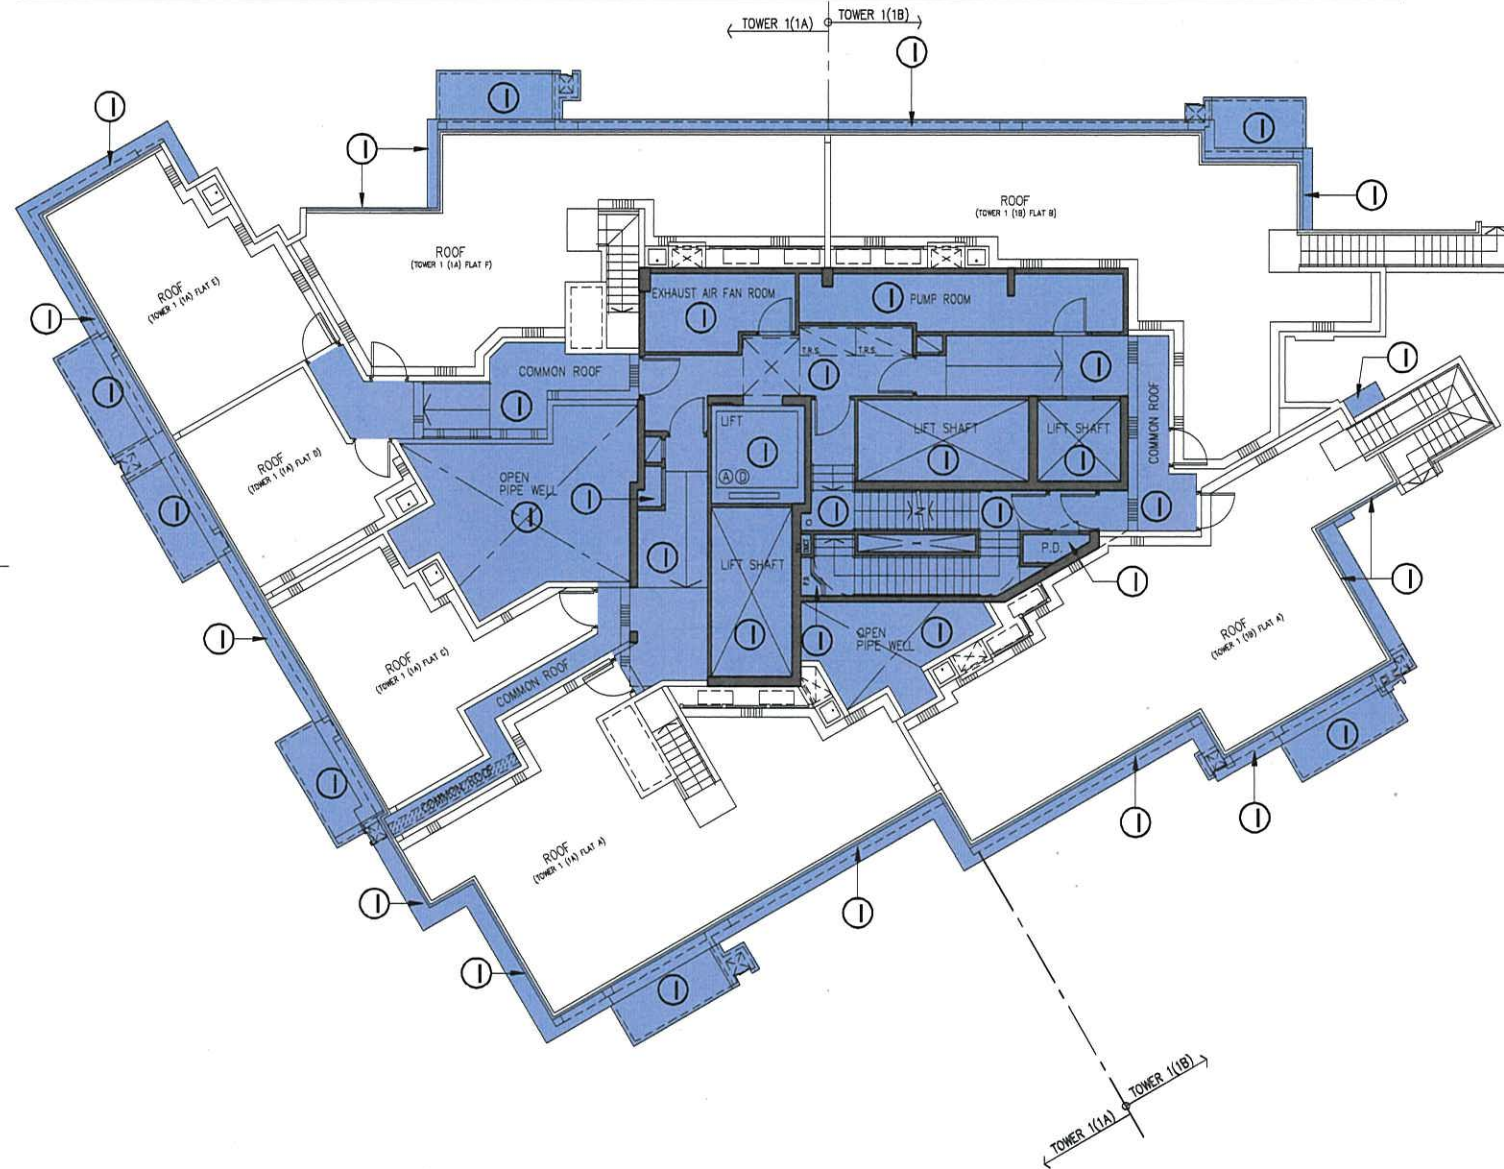 TOWER 1(1A)
TOWER 1(1B)
ROOF
(TOWER 1 (1B) FLAT B)
ROOF
(TOWER 1 (1A) FLAT F)
ROOF
(TOWER 1 (1A) FLAT E)
EXHAUST AIR FAN ROOM
PUMP ROOM
T.R.S.
T.R.S.
COMMON ROOF
LIFT
LIFT SHAFT
LIFT SHAFT
COMMON ROOF
ROOF
(TOWER 1 (1A) FLAT D)
OPEN
PIPE WELL
A D
P.D.
LIFT SHAFT
OPEN
PIPE WELL
ROOF
(TOWER 1 (1B) FLAT A)
ROOF
(TOWER 1 (1A) FLAT C)
COMMON ROOF
COMMON ROOF
ROOF
(TOWER 1 (1A) FLAT A)
TOWER 1(1B)
TOWER 1(1A)